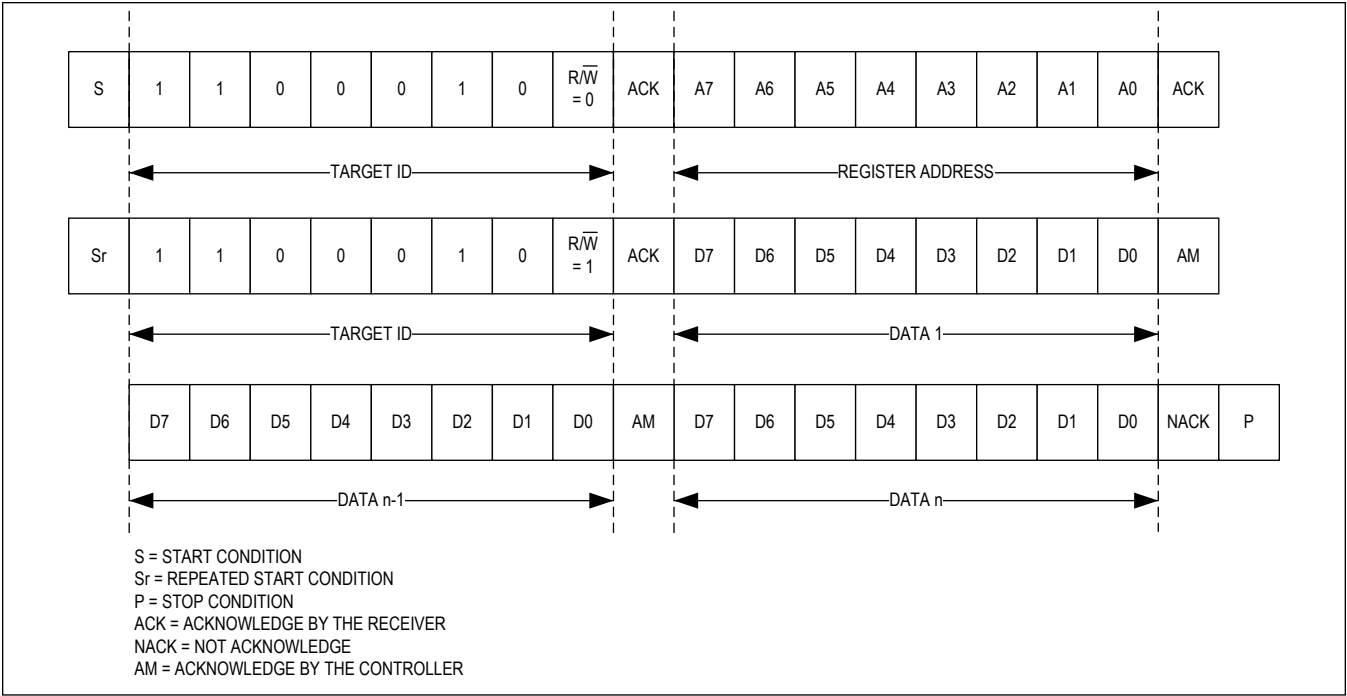 S 1 1 0 0 0 1 0 R/W̅ = 0 ACK A7 A6 A5 A4 A3 A2 A1 A0 ACK
TARGET ID REGISTER ADDRESS
Sr 1 1 0 0 0 1 0 R/W̅ = 1 ACK D7 D6 D5 D4 D3 D2 D1 D0 AM
TARGET ID DATA 1
D7 D6 D5 D4 D3 D2 D1 D0 AM D7 D6 D5 D4 D3 D2 D1 D0 NACK P
DATA n-1 DATA n
S = START CONDITION
Sr = REPEATED START CONDITION
P = STOP CONDITION
ACK = ACKNOWLEDGE BY THE RECEIVER
NACK = NOT ACKNOWLEDGE
AM = ACKNOWLEDGE BY THE CONTROLLER